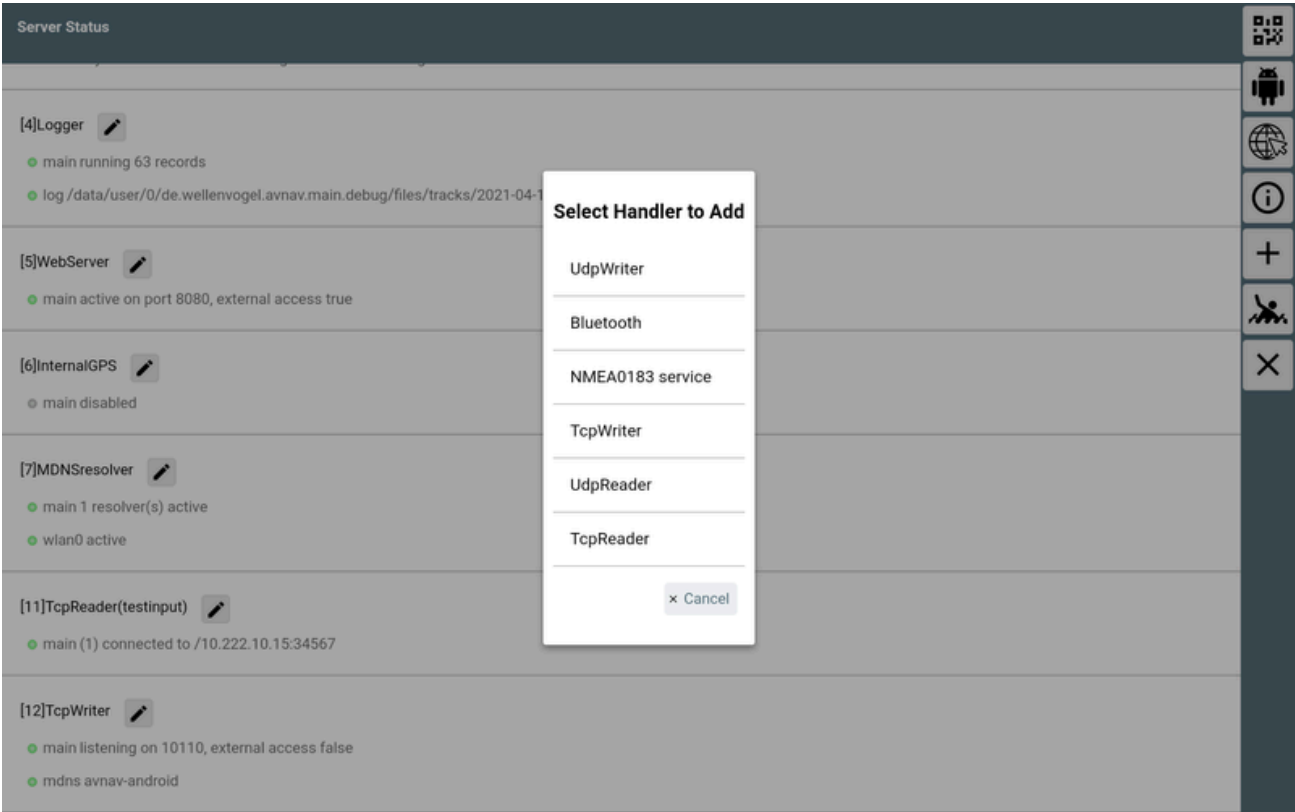 Server Status
[4]Logger
main running 63 records
log /data/user/0/de.wellenvogel.avnav.main.debug/files/tracks/2021-04-1
[5]WebServer
main active on port 8080, external access true
[6]InternalGPS
main disabled
[7]MDNSresolver
main 1 resolver(s) active
wlan0 active
[11]TcpReader(testinput)
main (1) connected to /10.222.10.15:34567
[12]TcpWriter
main listening on 10110, external access false
mdns avnav-android
Select Handler to Add
UdpWriter
Bluetooth
NMEA0183 service
TcpWriter
UdpReader
TcpReader
× Cancel